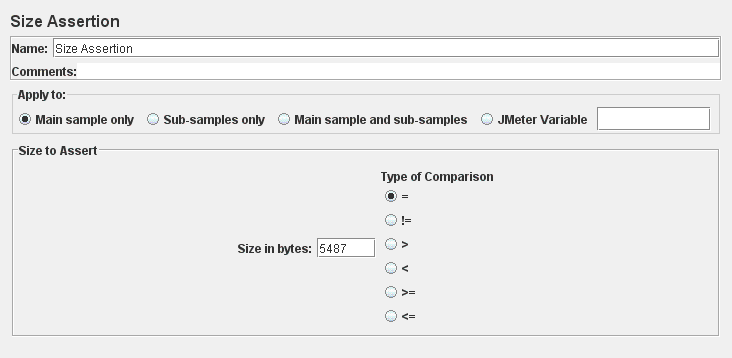 Size Assertion
Name: Size Assertion
Comments:
Apply to:
Main sample only Sub-samples only Main sample and sub-samples JMeter Variable
Size to Assert
Type of Comparison
=
!=
>
Size in bytes: 5487
<
>=
<=